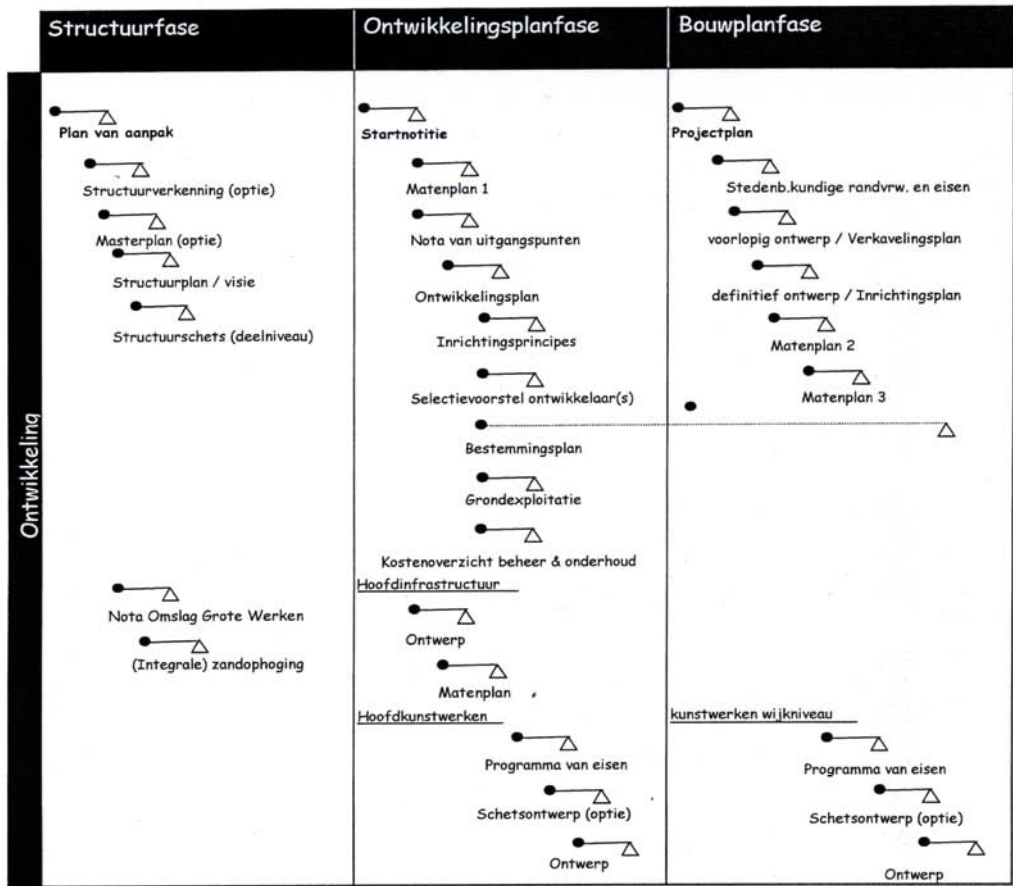 Structuurfase
Ontwikkelingsplanfase
Bouwplanfase
Ontwikkeling
Plan van aanpak
Structuurverkenning (optie)
Masterplan (optie)
Structuurplan / visie
Structuurschets (deelniveau)
Nota Omslag Grote Werken
(Integrale) zandophoging
Startnotitie
Matenplan 1
Nota van uitgangspunten
Ontwikkelingsplan
Inrichtingsprincipes
Selectievoorstel ontwikkelaar(s)
Bestemmingsplan
Grondexploitatie
Kostenoverzicht beheer & onderhoud
Hoofdinfrastructuur
Ontwerp
Matenplan
Hoofdkunstwerken
Programma van eisen
Schetsontwerp (optie)
Ontwerp
Projectplan
Stedenb.kundige randvrw. en eisen
voorlopig ontwerp / Verkavelingsplan
definitief ontwerp / Inrichtingsplan
Matenplan 2
Matenplan 3
kunstwerken wijkniveau
Programma van eisen
Schetsontwerp (optie)
Ontwerp